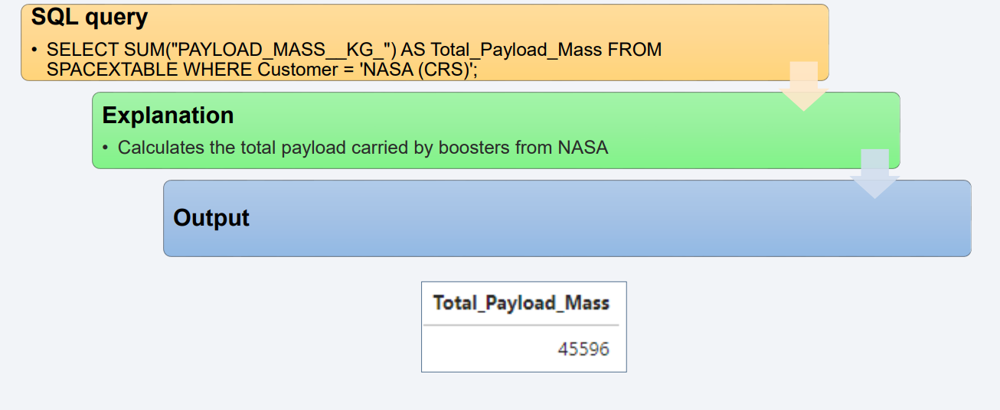 SQL query
• SELECT SUM("PAYLOAD_MASS__KG_") AS Total_Payload_Mass FROM
SPACEXTABLE WHERE Customer = 'NASA (CRS)';
Explanation
• Calculates the total payload carried by boosters from NASA
Output
Total_Payload_Mass
45596